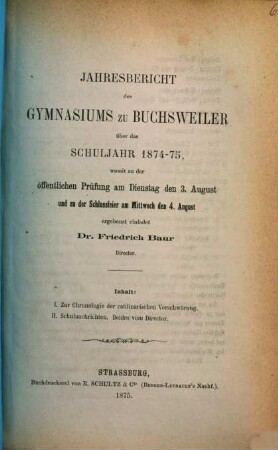 JAHRESBERICHT
des
GYMNASIUMS ZU BUCHSWEILER
über das
SCHULJAHR 1874-75,
womit zu der
öffentlichen Prüfung am Dienstag den 3. August
und zu der Schlussfeier am Mittwoch den 4. August
ergebenst einladet
Dr. Friedrich Baur
Director.
Inhalt:
I. Zur Chronologie der catilinarischen Verschwörung.
II. Schulnachrichten. Beides vom Director.
STRASSBURG,
Buchdruckerei von R. SCHULTZ & Cie (BERGER-LEVRAULT'S Nachf.).
1875.